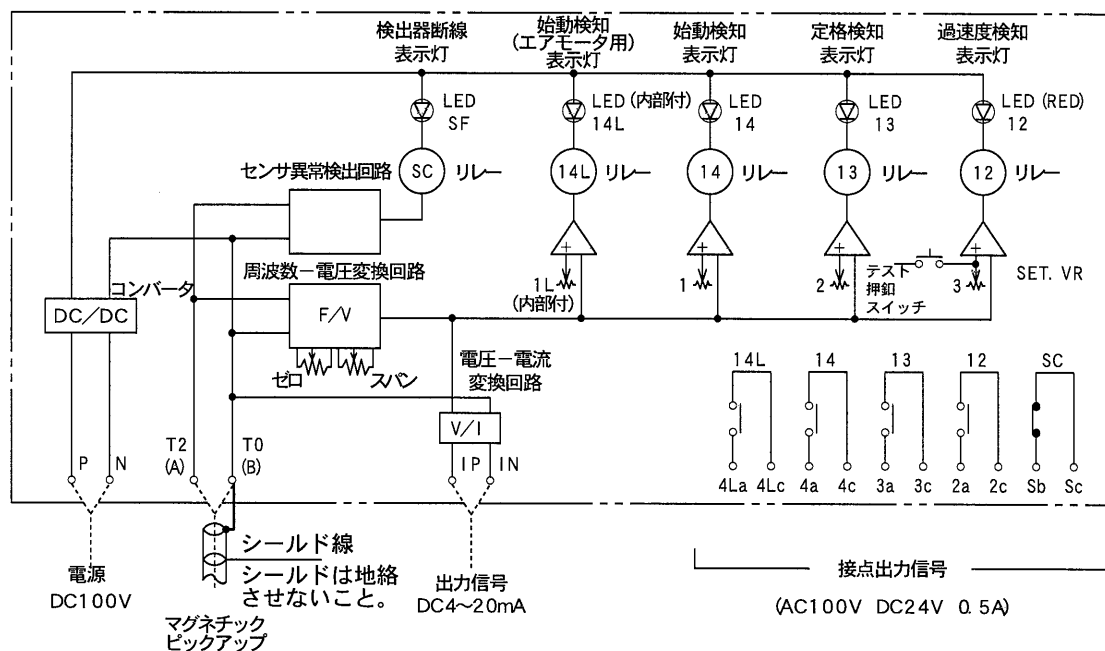 検出器断線
表示灯
始動検知
(エアモータ用)
表示灯
始動検知
表示灯
定格検知
表示灯
過速度検知
表示灯
LED
SF
LED (内部付)
14L
LED
14
LED
13
LED (RED)
12
センサ異常検出回路
SC リレー
14L リレー
14 リレー
13 リレー
12 リレー
周波数－電圧変換回路
コンバータ
DC/DC
F/V
ゼロ
スパン
+
+
+
+
1L
(内部付)
1
2
テスト
押釦
スイッチ
3
SET. VR
電圧－電流
変換回路
V/I
14L
14
13
12
SC
P
N
T2
(A)
T0
(B)
IP
IN
4La
4Lc
4a
4c
3a
3c
2a
2c
Sb
Sc
電源
DC100V
シールド線
シールドは地絡
させないこと。
マグネチック
ピックアップ
出力信号
DC4～20mA
接点出力信号
(AC100V DC24V 0.5A)